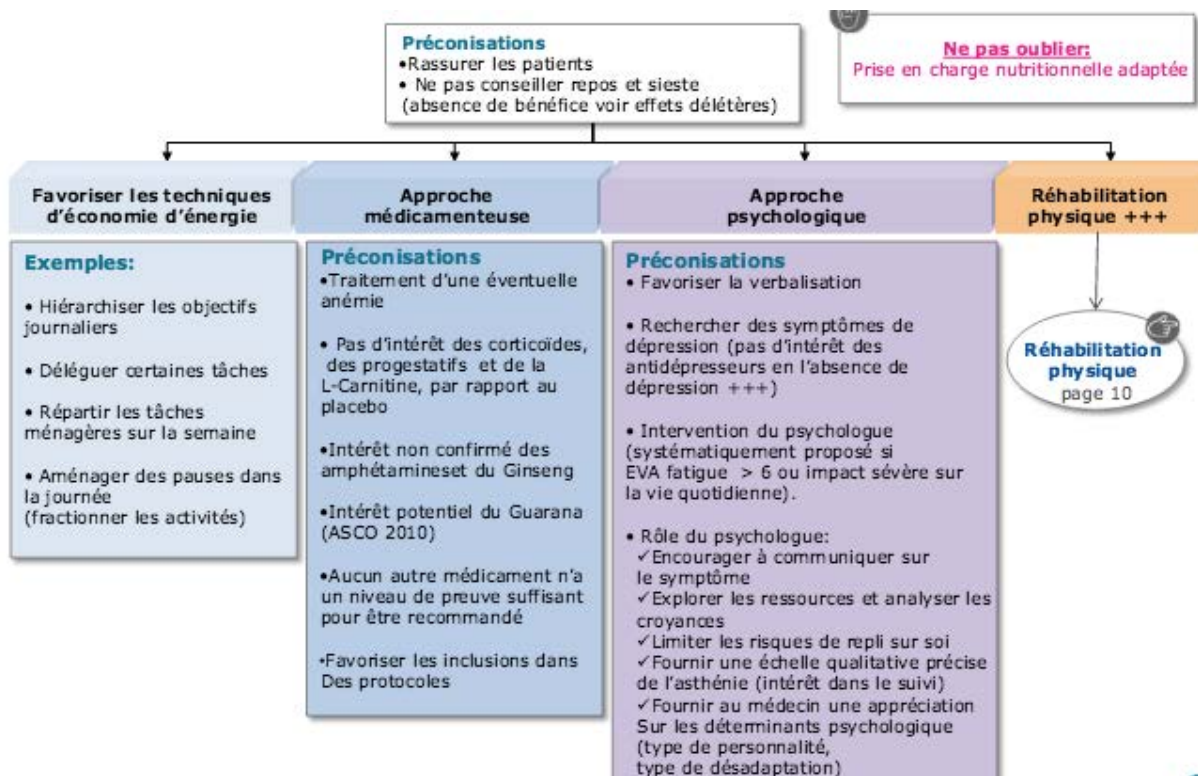 Préconisations
•Rassurer les patients
• Ne pas conseiller repos et sieste
(absence de bénéfice voir effets délétères)
Ne pas oublier:
Prise en charge nutritionnelle adaptée
Favoriser les techniques
d'économie d'énergie
Exemples:
• Hiérarchiser les objectifs
journaliers
• Déléguer certaines tâches
• Répartir les tâches
ménagères sur la semaine
• Aménager des pauses dans
la journée
(fractionner les activités)
Approche
médicamenteuse
Préconisations
•Traitement d'une éventuelle
anémie
• Pas d'intérêt des corticoïdes,
des progestatifs et de la
L-Carnitine, par rapport au
placebo
•Intérêt non confirmé des
amphétamineset du Ginseng
•Intérêt potentiel du Guarana
(ASCO 2010)
•Aucun autre médicament n'a
un niveau de preuve suffisant
pour être recommandé
•Favoriser les inclusions dans
Des protocoles
Approche
psychologique
Préconisations
• Favoriser la verbalisation
• Rechercher des symptômes de
dépression (pas d'intérêt des
antidépresseurs en l'absence de
dépression +++)
• Intervention du psychologue
(systématiquement proposé si
EVA fatigue > 6 ou impact sévère sur
la vie quotidienne).
• Rôle du psychologue:
✓Encourager à communiquer sur
le symptôme
✓Explorer les ressources et analyser les
croyances
✓Limiter les risques de repli sur soi
✓Fournir une échelle qualitative précise
de l'asthénie (intérêt dans le suivi)
✓Fournir au médecin une appréciation
Sur les déterminants psychologique
(type de personnalité,
type de désadaptation)
Réhabilitation
physique +++
Réhabilitation
physique
page 10